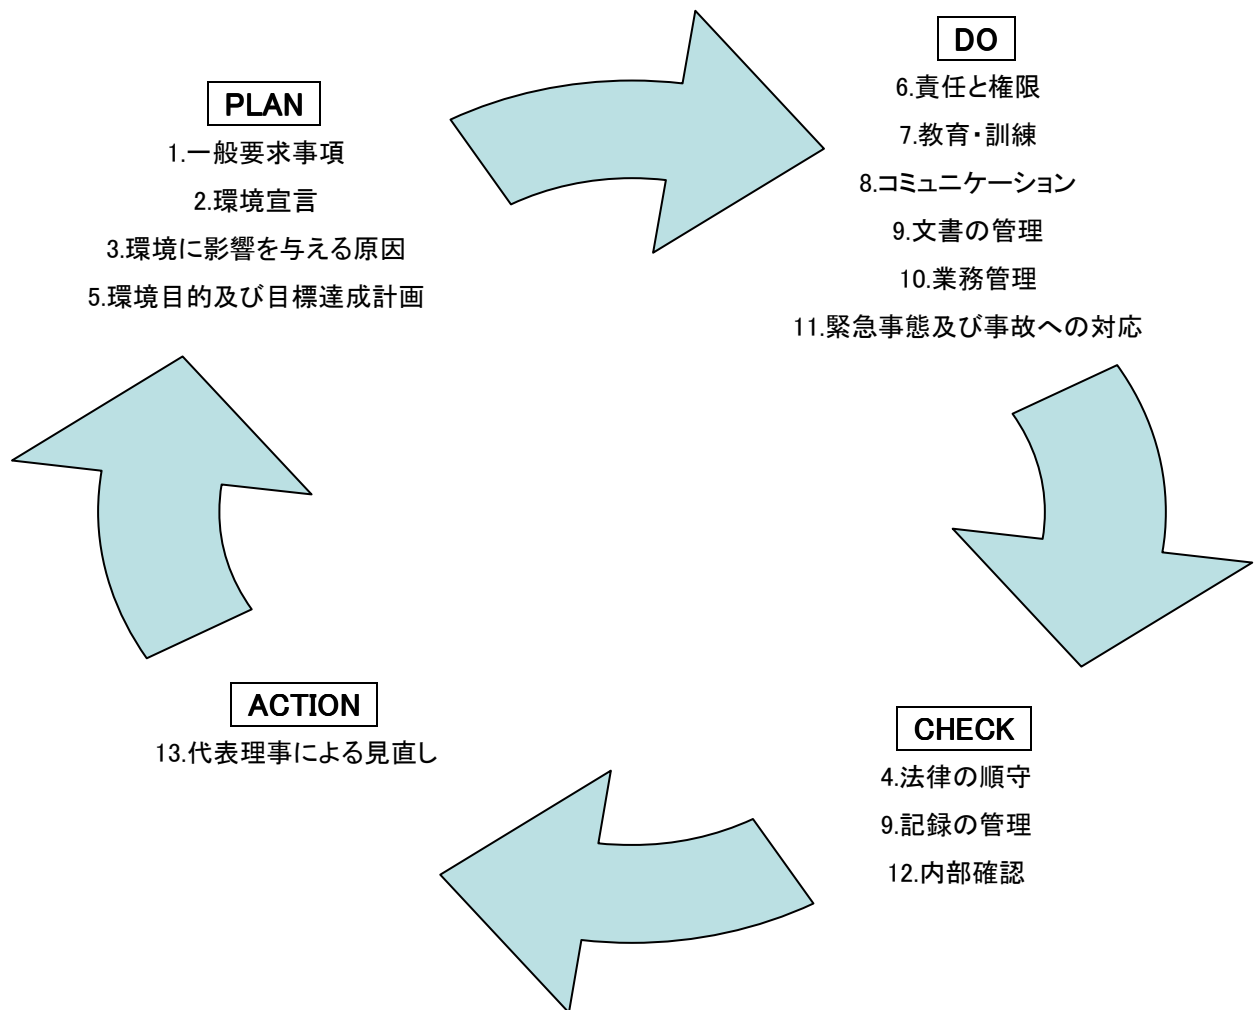 PLAN
1.一般要求事項
2.環境宣言
3.環境に影響を与える原因
5.環境目的及び目標達成計画
DO
6.責任と権限
7.教育・訓練
8.コミュニケーション
9.文書の管理
10.業務管理
11.緊急事態及び事故への対応
CHECK
4.法律の順守
9.記録の管理
12.内部確認
ACTION
13.代表理事による見直し